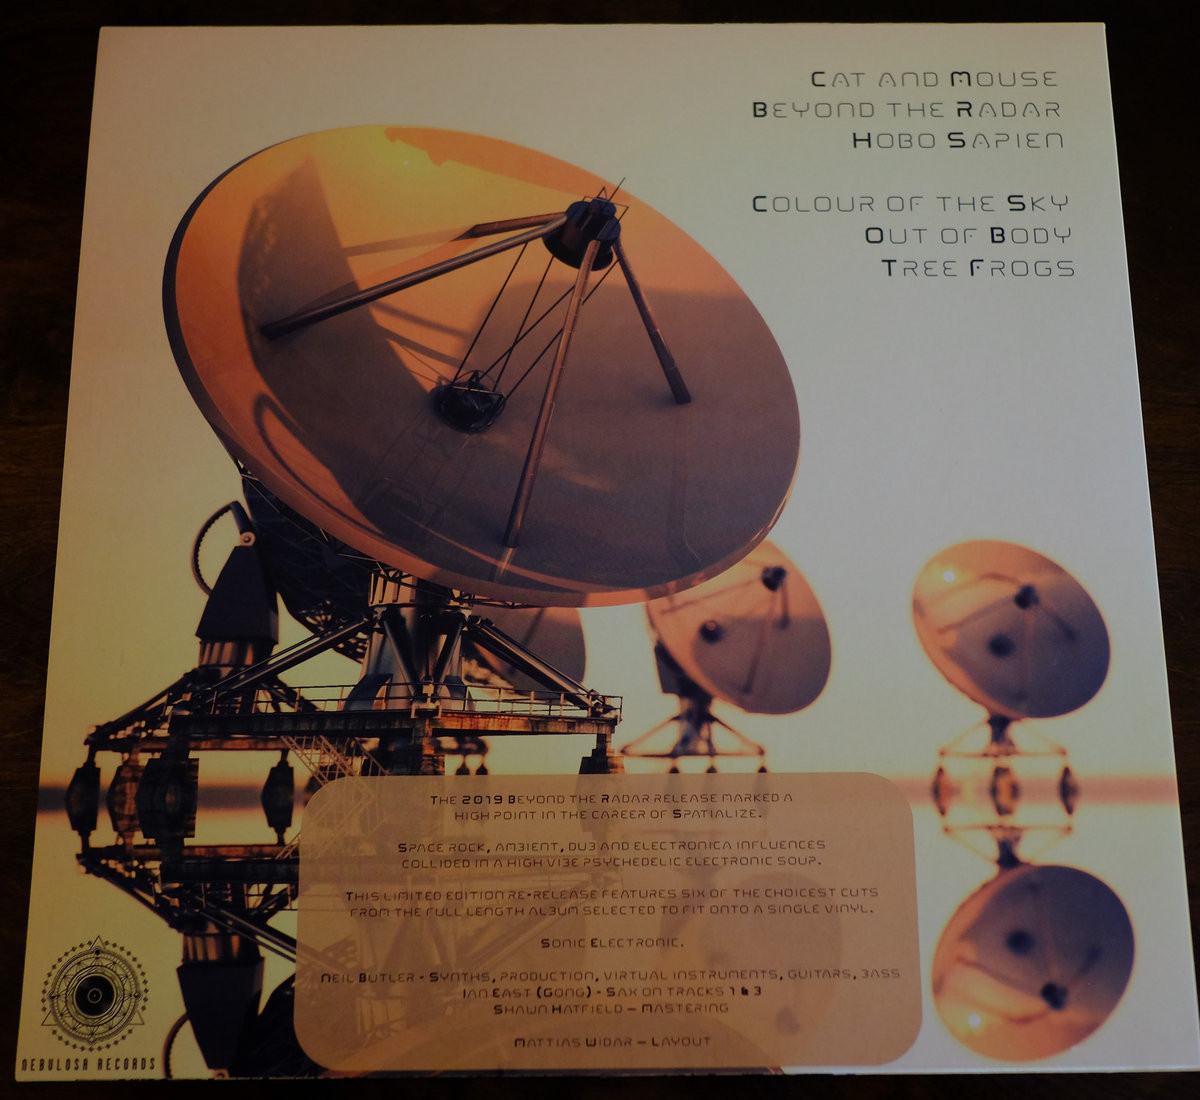 Cat and Mouse
Beyond the Radar
Hobo Sapien
Colour of the Sky
Out of Body
Tree Frogs
The 2019 Beyond the Radar release marked a
high point in the career of Spatialize.
Space rock, ambient, dub and electronica influences
collided in a high vibe psychedelic electronic soup.
This limited edition re-release features six of the choicest cuts
from the full length album selected to fit onto a single vinyl.
Sonic Electronic.
Neil Butler - Synths, production, virtual instruments, guitars, bass
Ian East (Gong) - Sax on tracks 1 & 3
Shawn Hatfield – Mastering
Mattias Widar – Layout
NEBULOSA RECORDS